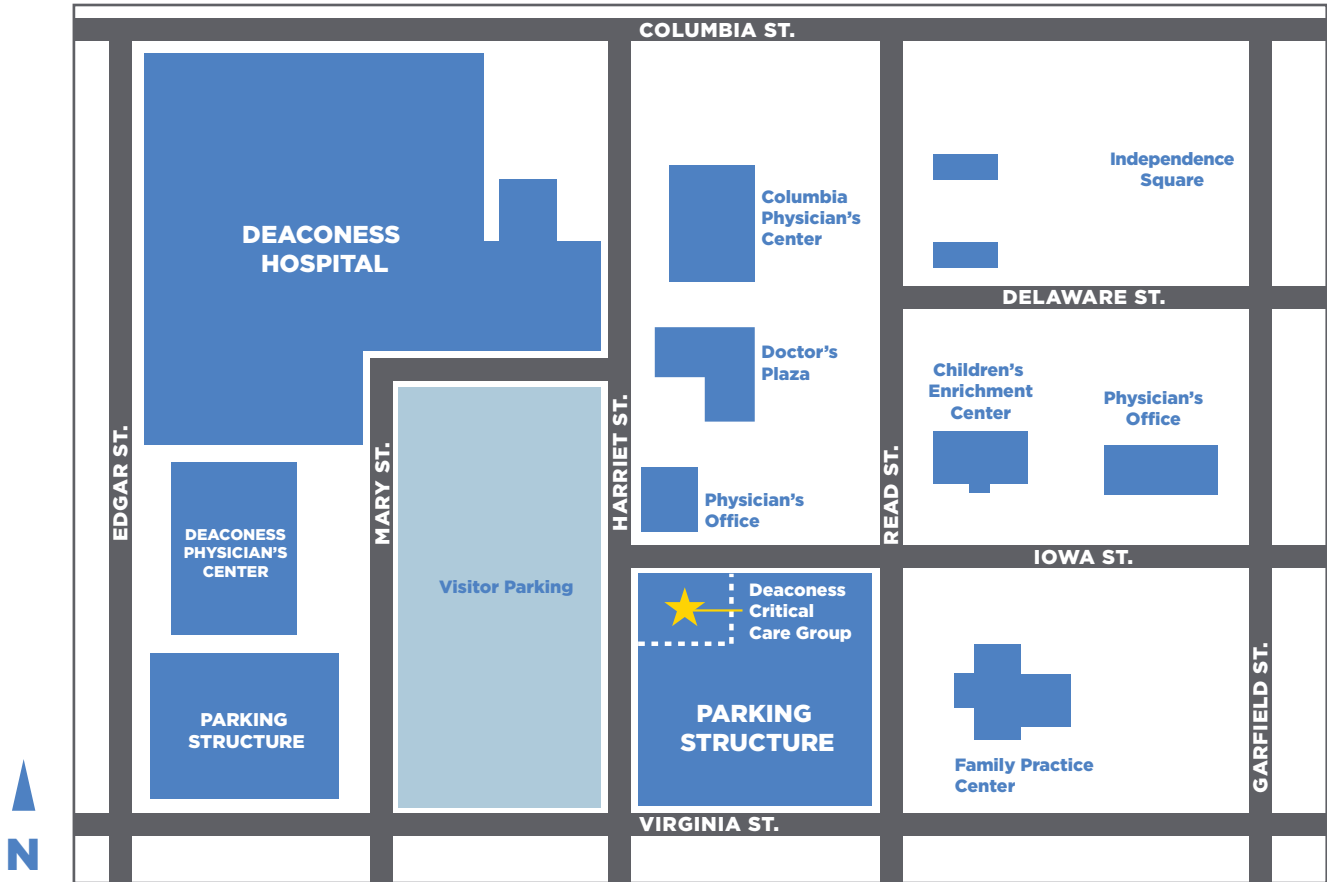 COLUMBIA ST.
Independence
Square
Columbia
Physician's
Center
DEACONESS
HOSPITAL
DELAWARE ST.
Doctor's
Plaza
Children's
Enrichment
Center
Physician's
Office
EDGAR ST.
MARY ST.
HARRIET ST.
READ ST.
Physician's
Office
DEACONESS
PHYSICIAN'S
CENTER
IOWA ST.
Visitor Parking
Deaconess
Critical
Care Group
GARFIELD ST.
PARKING
STRUCTURE
PARKING
STRUCTURE
Family Practice
Center
VIRGINIA ST.
N